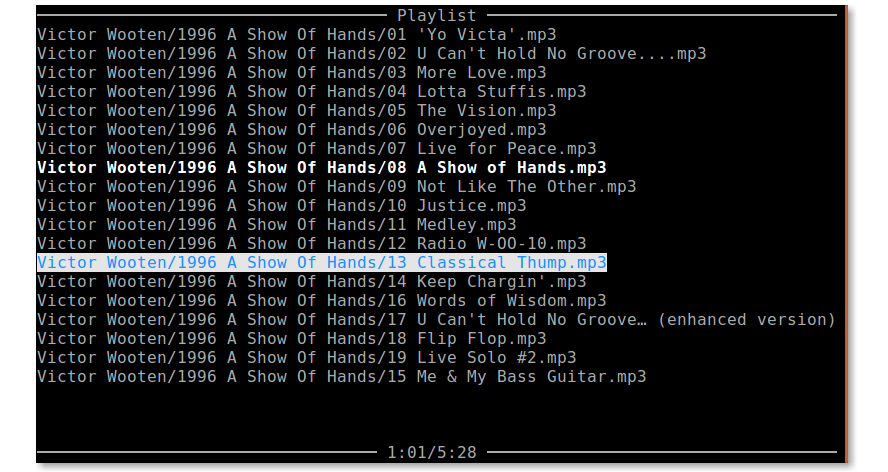 Playlist
Victor Wooten/1996 A Show Of Hands/01 'Yo Victa'.mp3
Victor Wooten/1996 A Show Of Hands/02 U Can't Hold No Groove....mp3
Victor Wooten/1996 A Show Of Hands/03 More Love.mp3
Victor Wooten/1996 A Show Of Hands/04 Lotta Stuffis.mp3
Victor Wooten/1996 A Show Of Hands/05 The Vision.mp3
Victor Wooten/1996 A Show Of Hands/06 Overjoyed.mp3
Victor Wooten/1996 A Show Of Hands/07 Live for Peace.mp3
Victor Wooten/1996 A Show Of Hands/08 A Show of Hands.mp3
Victor Wooten/1996 A Show Of Hands/09 Not Like The Other.mp3
Victor Wooten/1996 A Show Of Hands/10 Justice.mp3
Victor Wooten/1996 A Show Of Hands/11 Medley.mp3
Victor Wooten/1996 A Show Of Hands/12 Radio W-OO-10.mp3
Victor Wooten/1996 A Show Of Hands/13 Classical Thump.mp3
Victor Wooten/1996 A Show Of Hands/14 Keep Chargin'.mp3
Victor Wooten/1996 A Show Of Hands/16 Words of Wisdom.mp3
Victor Wooten/1996 A Show Of Hands/17 U Can't Hold No Groove… (enhanced version)
Victor Wooten/1996 A Show Of Hands/18 Flip Flop.mp3
Victor Wooten/1996 A Show Of Hands/19 Live Solo #2.mp3
Victor Wooten/1996 A Show Of Hands/15 Me & My Bass Guitar.mp3
1:01/5:28